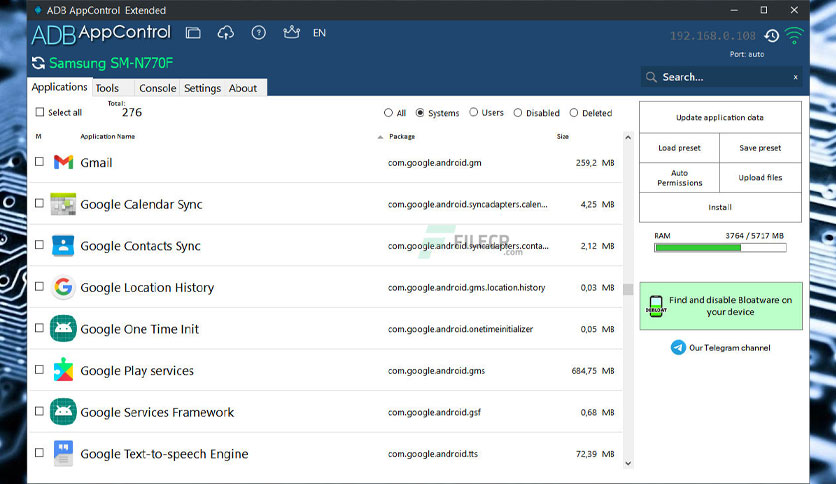 ADB AppControl Extended
ADB AppControl
EN
192.168.0.108
Port: auto
Samsung SM-N770F
Search... x
Applications Tools Console Settings About
Select all
Total:
276
All Systems Users Disabled Deleted
M Application Name Package Size
Gmail com.google.android.gm 259,2 MB
Google Calendar Sync com.google.android.syncadapters.calen... 4,25 MB
Google Contacts Sync com.google.android.syncadapters.conta... 2,12 MB
FILECR
.com
Google Location History com.google.android.gms.location.history 0,03 MB
Google One Time Init com.google.android.onetimeinitializer 0,05 MB
Google Play services com.google.android.gms 684,75 MB
Google Services Framework com.google.android.gsf 0,68 MB
Google Text-to-speech Engine com.google.android.tts 72,39 MB
Update application data
Load preset Save preset
Auto
Permissions
Upload files
Install
RAM 3764 / 5717 MB
DEBLOAT
Find and disable Bloatware on
your device
Our Telegram channel